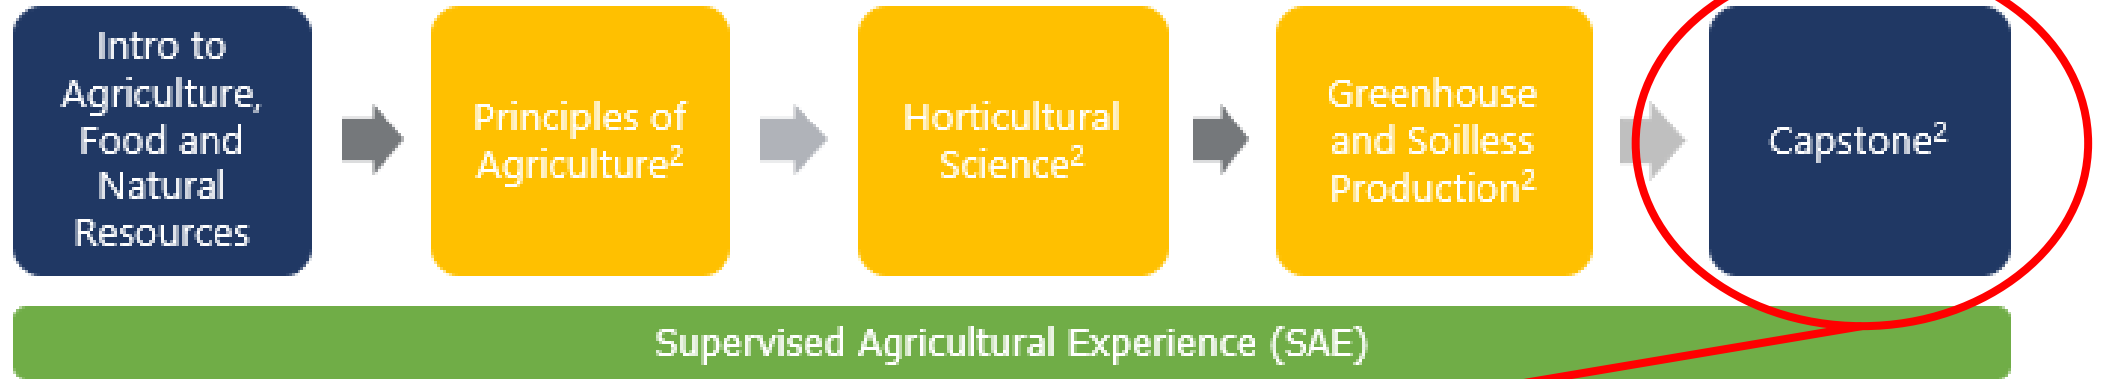 Intro to
Agriculture,
Food and
Natural
Resources
Principles of
Agriculture²
Horticultural
Science²
Greenhouse
and Soilless
Production²
Capstone²
Supervised Agricultural Experience (SAE)